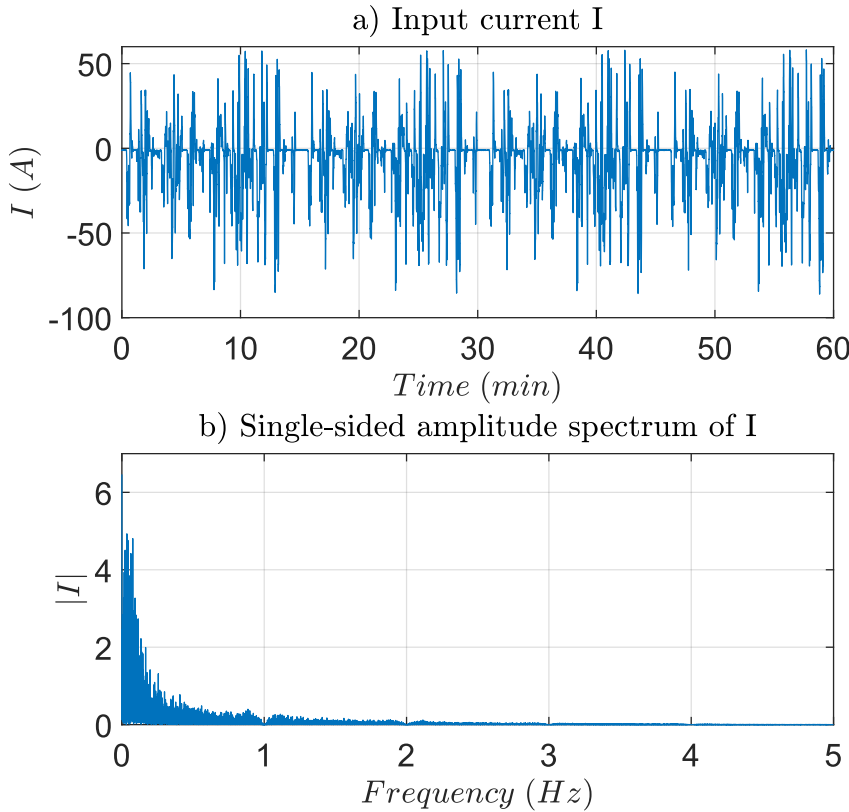 a) Input current I
50
0
-50
-100
I (A)
0 10 20 30 40 50 60
Time (min)
b) Single-sided amplitude spectrum of I
6
4
2
0
|I|
0 1 2 3 4 5
Frequency (Hz)